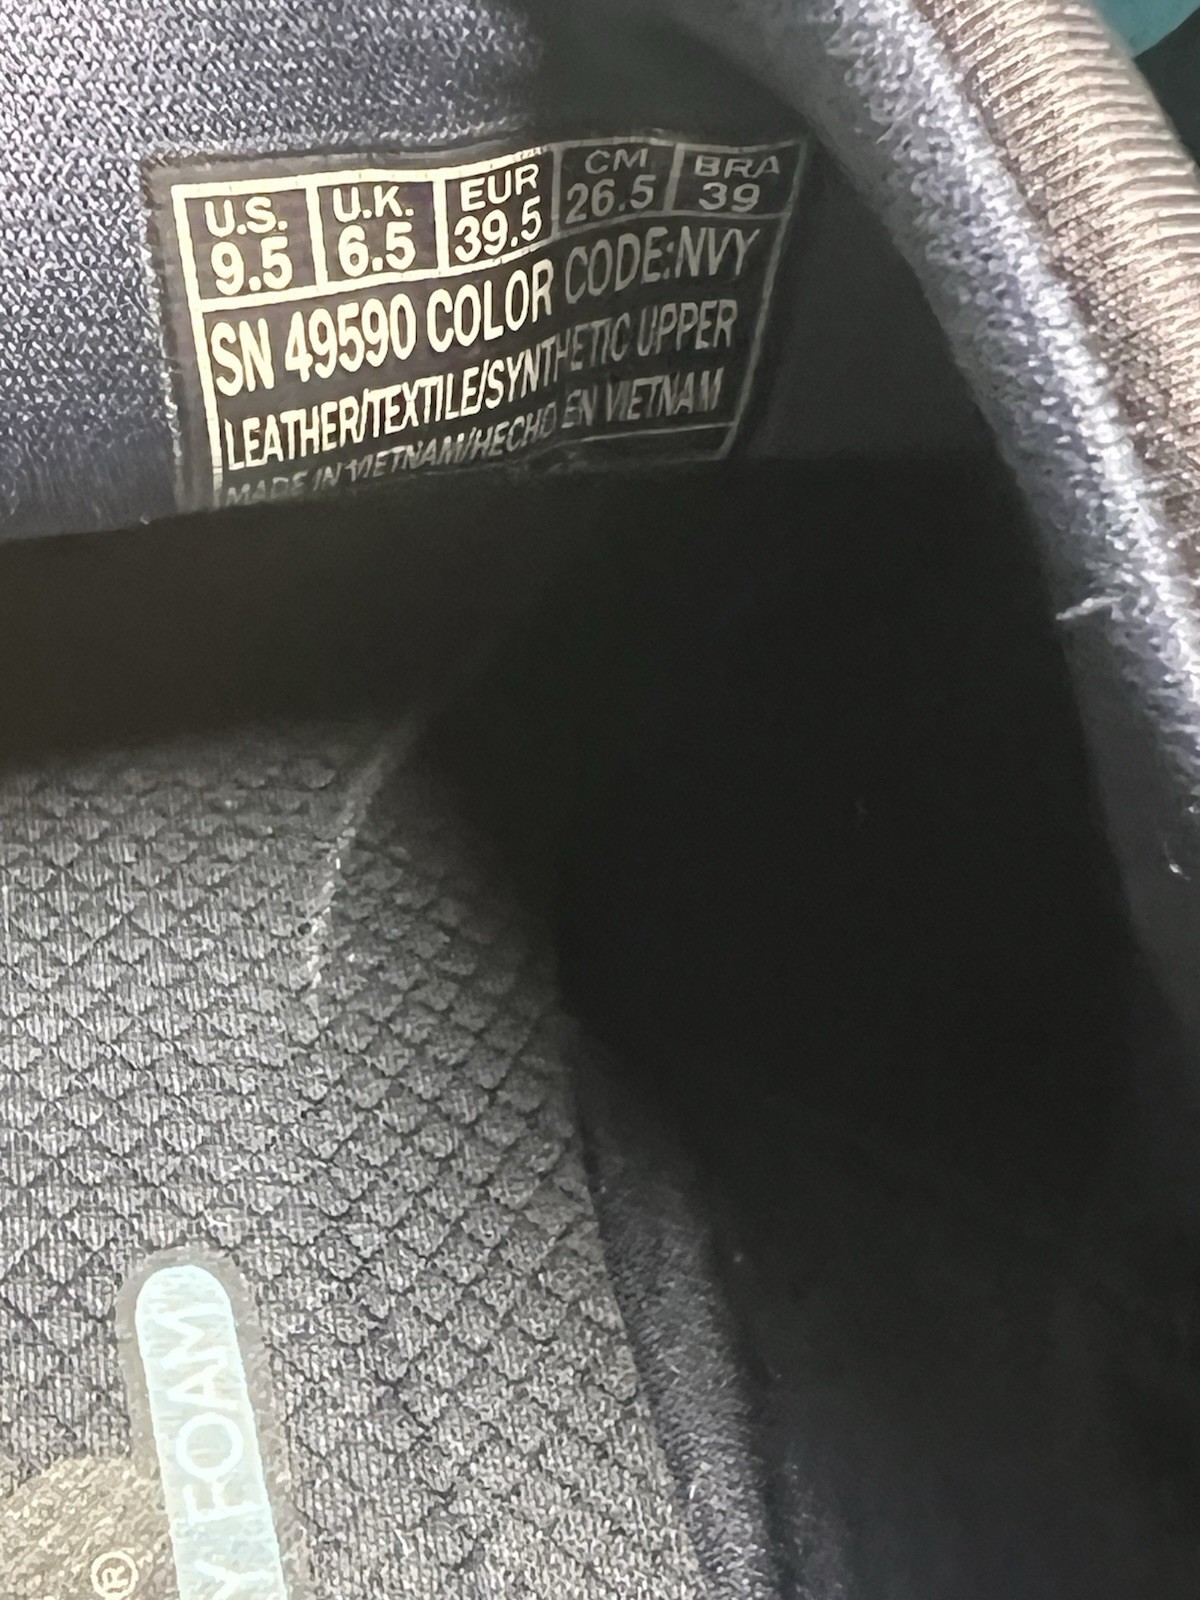 U.S. U.K. EUR CM BRA
9.5 6.5 39.5 26.5 39
SN 49590 COLOR CODE:NVY
LEATHER/TEXTILE/SYNTHETIC UPPER
MADE IN VIETNAM/HECHO EN VIETNAM
Y FOAM
®